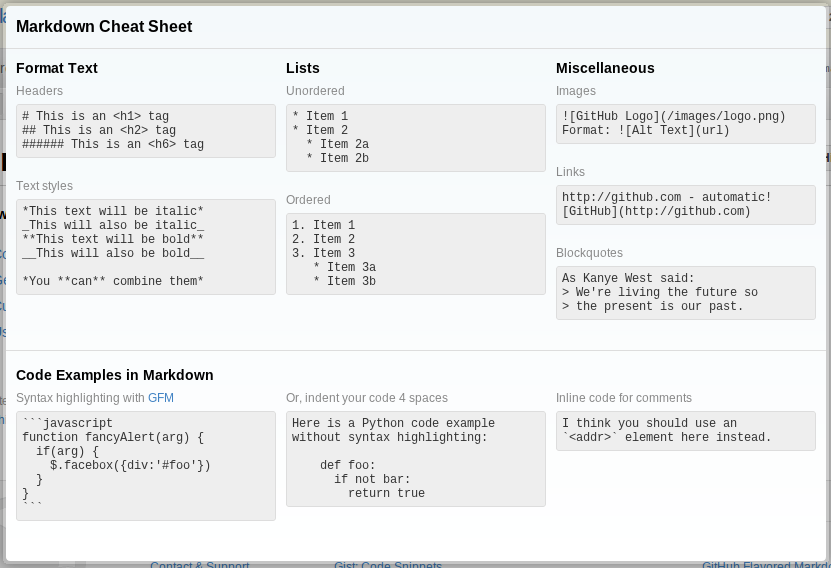 Markdown Cheat Sheet
Format Text
Headers
# This is an <h1> tag
## This is an <h2> tag
###### This is an <h6> tag
Text styles
*This text will be italic*
_This will also be italic_
**This text will be bold**
__This will also be bold__
*You **can** combine them*
Lists
Unordered
* Item 1
* Item 2
  * Item 2a
  * Item 2b
Ordered
1. Item 1
2. Item 2
3. Item 3
   * Item 3a
   * Item 3b
Miscellaneous
Images
![GitHub Logo](/images/logo.png)
Format: ![Alt Text](url)
Links
http://github.com - automatic!
[GitHub](http://github.com)
Blockquotes
As Kanye West said:
> We're living the future so
> the present is our past.
Code Examples in Markdown
Syntax highlighting with GFM
```javascript
function fancyAlert(arg) {
  if(arg) {
    $.facebox({div:'#foo'})
  }
}
```
Or, indent your code 4 spaces
Here is a Python code example
without syntax highlighting:
    def foo:
      if not bar:
        return true
Inline code for comments
I think you should use an
`<addr>` element here instead.
Contact & Support
Gist: Code Snippets
GitHub Flavored